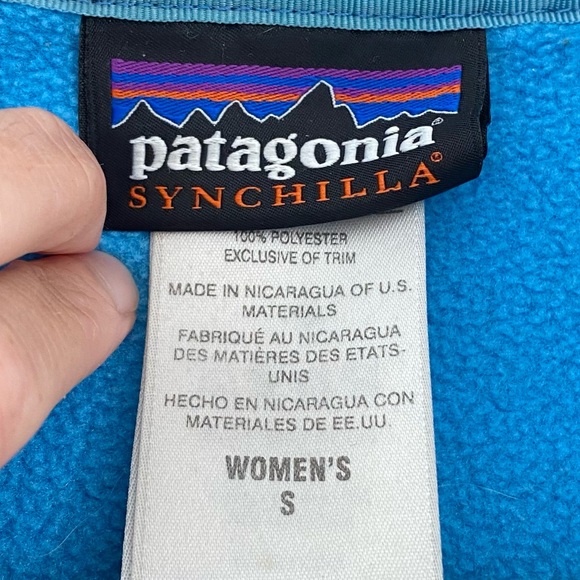 patagonia®
SYNCHILLA®
100% POLYESTER
EXCLUSIVE OF TRIM
MADE IN NICARAGUA OF U.S.
MATERIALS
FABRIQUÉ AU NICARAGUA
DES MATIÈRES DES ETATS-
UNIS
HECHO EN NICARAGUA CON
MATERIALES DE EE.UU.
WOMEN'S
S